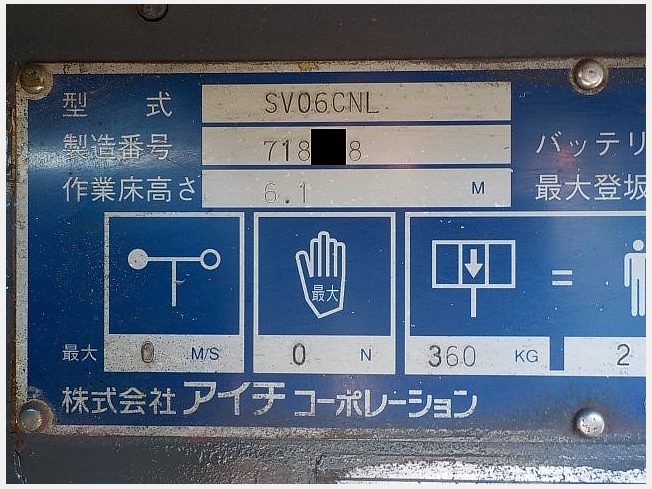 型 式 SV06CNL
製造番号 718 8 バッテリ
作業床高さ 6.1 M 最大登坂
最大
=
最大 0 M/S 0 N 360 KG 2
株式会社 アイチ コーポレーション